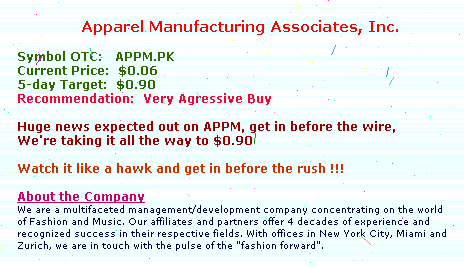 Apparel Manufacturing Associates, Inc.
Symbol OTC: APPM.PK
Current Price: $0.06
5-day Target: $0.90
Recommendation: Very Agressive Buy
Huge news expected out on APPM, get in before the wire,
We're taking it all the way to $0.90
Watch it like a hawk and get in before the rush !!!
About the Company
We are a multifaceted management/development company concentrating on the world
of Fashion and Music. Our affiliates and partners offer 4 decades of experience and
recognized success in their respective fields. With offices in New York City, Miami and
Zurich, we are in touch with the pulse of the "fashion forward".